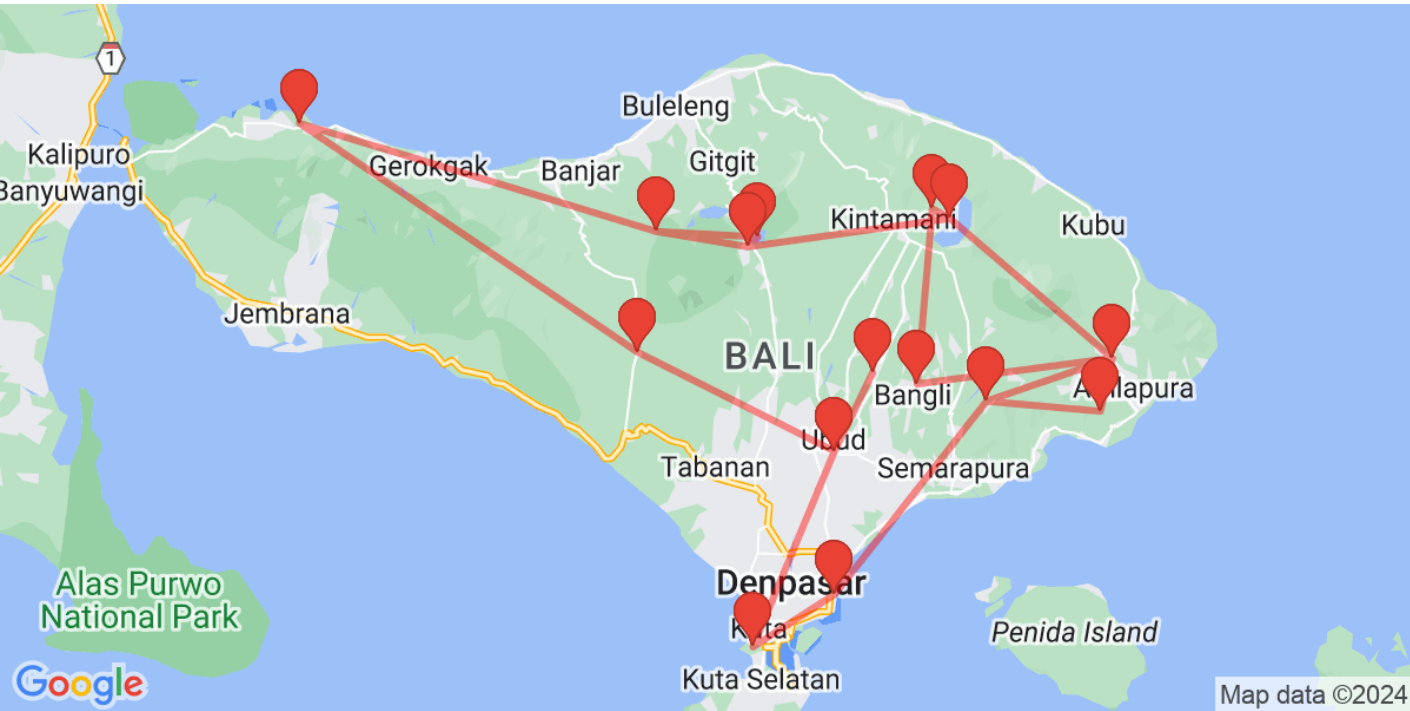 1
Buleleng
Kalipuro
Gerokgak
Banjar
Gitgit
Banyuwangi
Kintamani
Kubu
Jembrana
BALI
Bangli
Ubud
Tabanan
Semarapura
Alas Purwo
National Park
Denpasar
Kuta
Penida Island
Kuta Selatan
Google
Map data ©2024